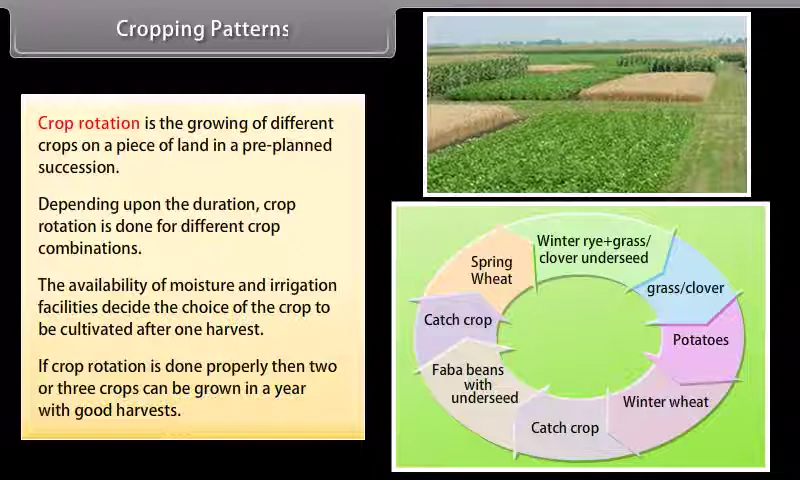 Cropping Patterns
Crop rotation is the growing of different
crops on a piece of land in a pre-planned
succession.
Depending upon the duration, crop
rotation is done for different crop
combinations.
The availability of moisture and irrigation
facilities decide the choice of the crop to
be cultivated after one harvest.
If crop rotation is done properly then two
or three crops can be grown in a year
with good harvests.
Winter rye+grass/
clover underseed
grass/clover
Potatoes
Winter wheat
Catch crop
Faba beans
with
underseed
Catch crop
Spring
Wheat